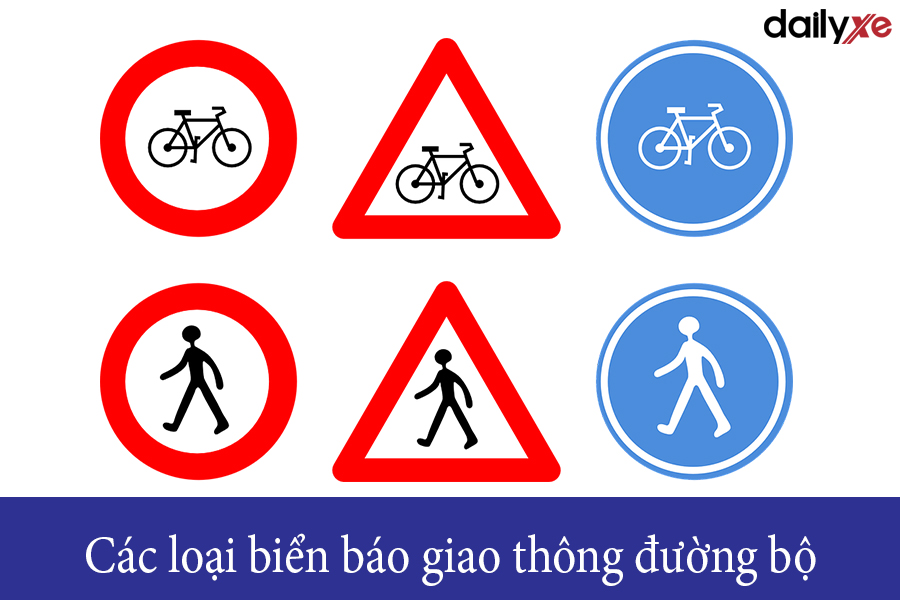 dailyxe
Các loại biển báo giao thông đường bộ